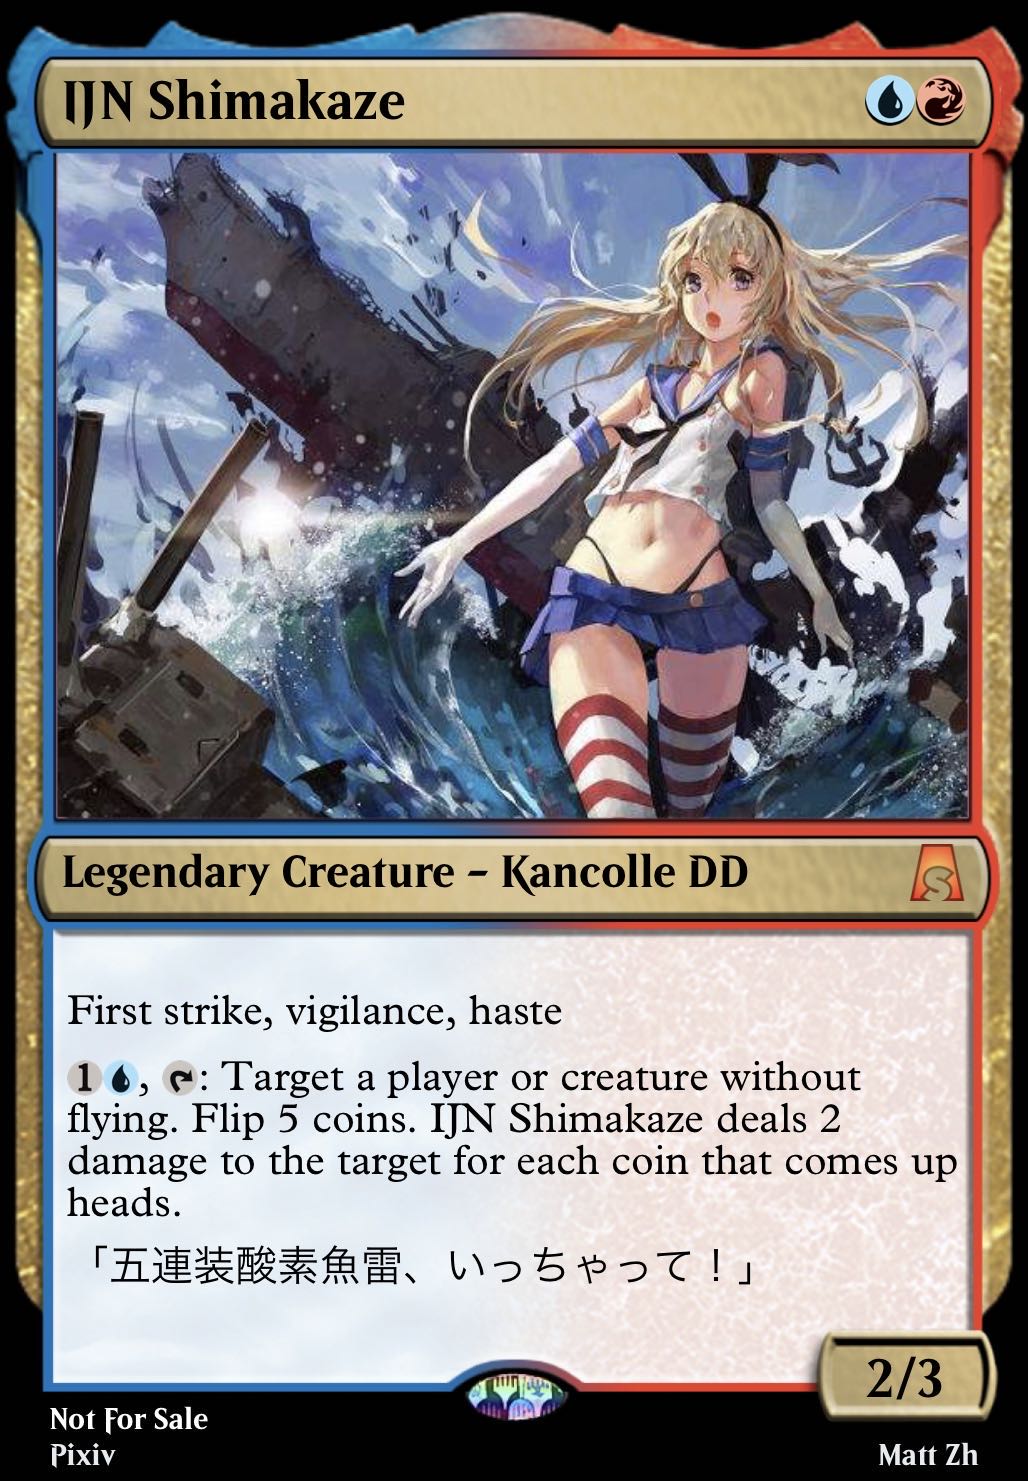 IJN Shimakaze
Legendary Creature – Kancolle DD
S
First strike, vigilance, haste
1, : Target a player or creature without
flying. Flip 5 coins. IJN Shimakaze deals 2
damage to the target for each coin that comes up
heads.
「五連装酸素魚雷、いっちゃって！」
2/3
Not For Sale
Pixiv
Matt Zh